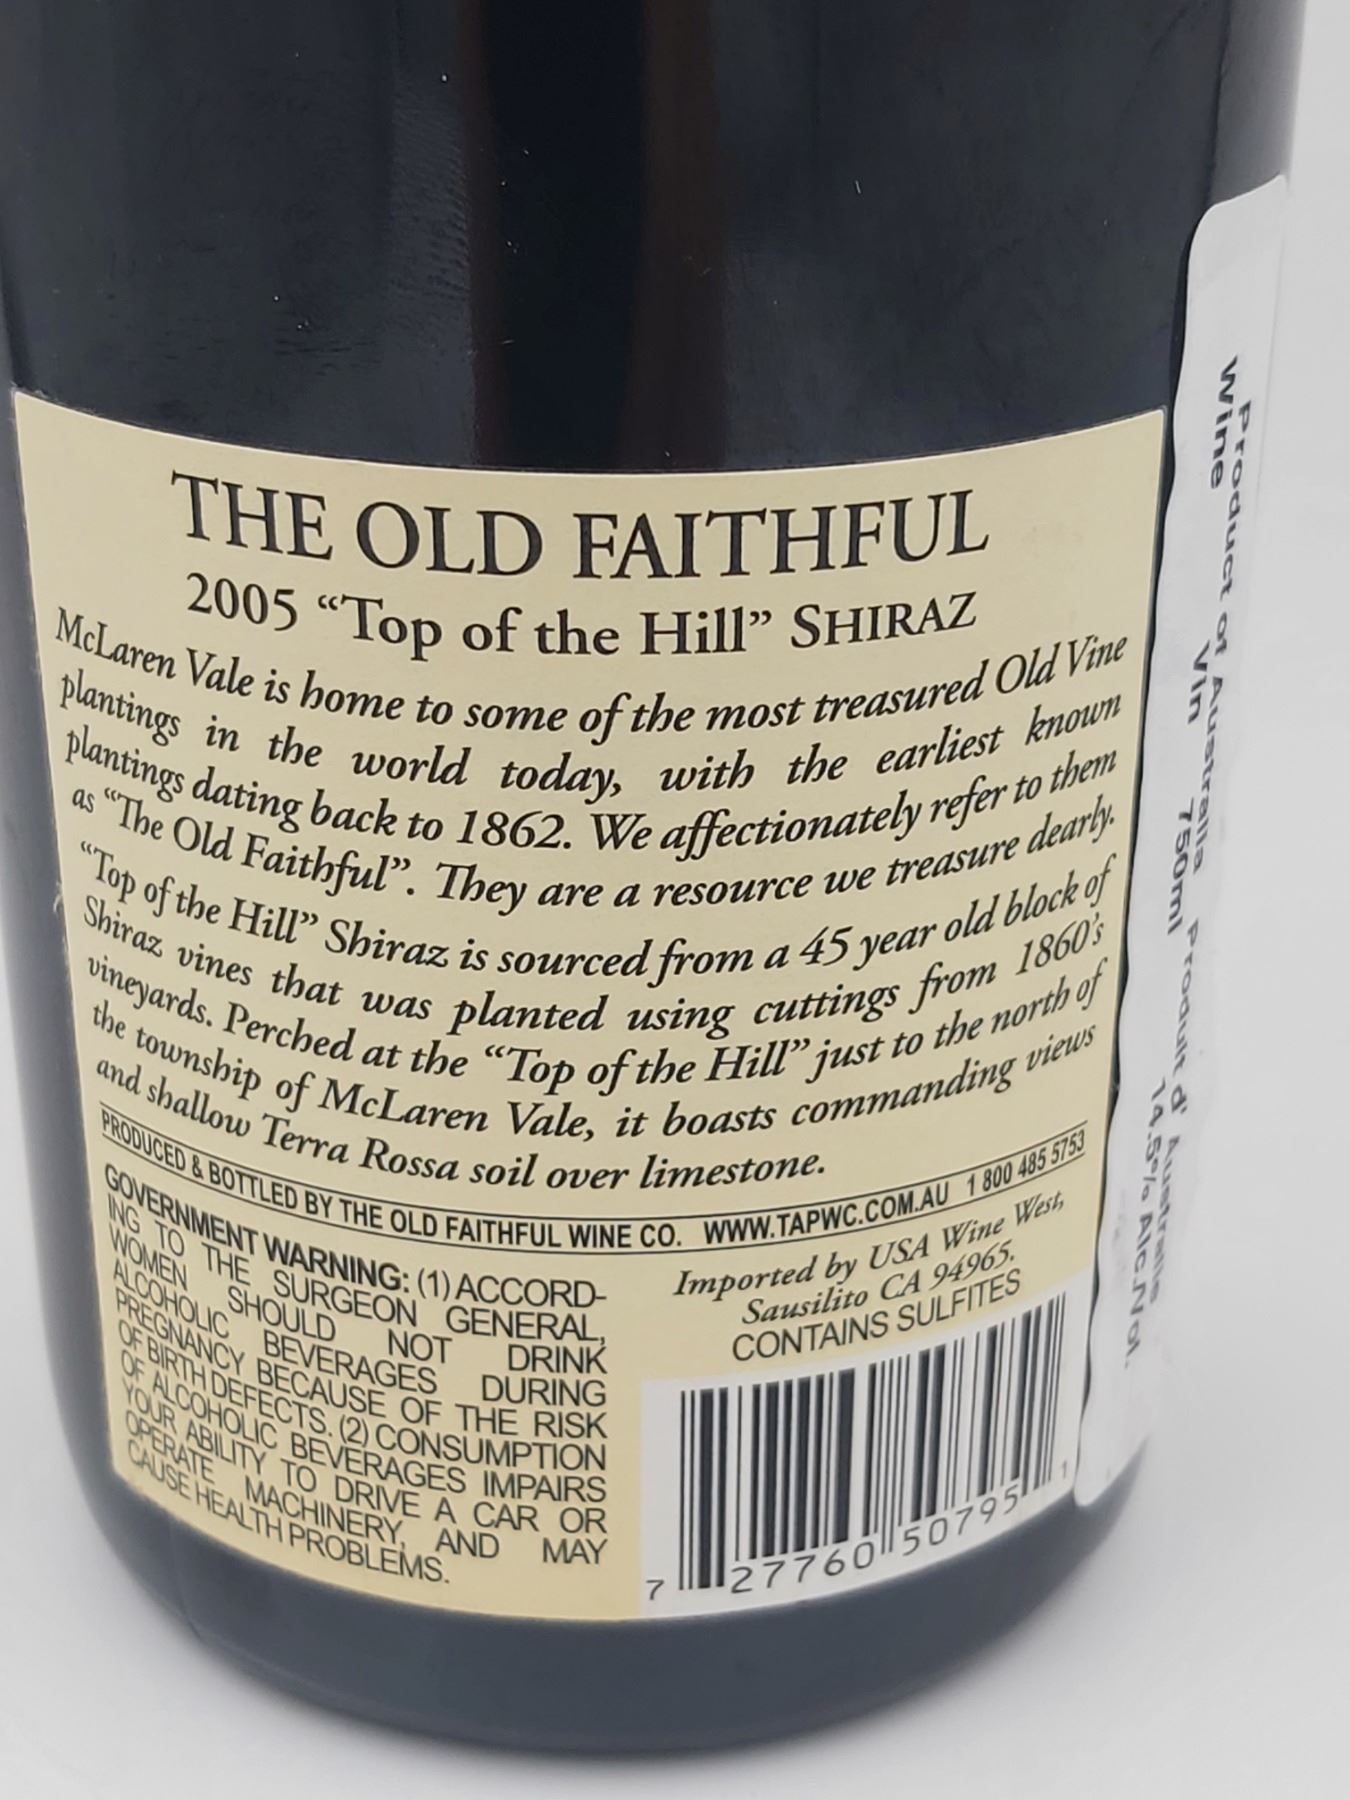 THE OLD FAITHFUL
2005 “Top of the Hill” SHIRAZ
McLaren Vale is home to some of the most treasured Old Vine
plantings in the world today, with the earliest known
plantings dating back to 1862. We affectionately refer to them
as “The Old Faithful”. They are a resource we treasure dearly.
“Top of the Hill” Shiraz is sourced from a 45 year old block of
Shiraz vines that was planted using cuttings from 1860's
vineyards. Perched at the “Top of the Hill” just to the north of
the township of McLaren Vale, it boasts commanding views
and shallow Terra Rossa soil over limestone.
PRODUCED & BOTTLED BY THE OLD FAITHFUL WINE CO. WWW.TAPWC.COM.AU 1 800 485 5753
GOVERNMENT WARNING: (1) ACCORD-
ING TO THE SURGEON GENERAL,
WOMEN SHOULD NOT DRINK
ALCOHOLIC BEVERAGES DURING
PREGNANCY BECAUSE OF THE RISK
OF BIRTH DEFECTS. (2) CONSUMPTION
OF ALCOHOLIC BEVERAGES IMPAIRS
YOUR ABILITY TO DRIVE A CAR OR
OPERATE MACHINERY, AND MAY
CAUSE HEALTH PROBLEMS.
Imported by USA Wine West,
Sausilito CA 94965.
CONTAINS SULFITES
7 27760 50795 1
Product of Australia Produit d' Australie
Wine Vin 750ml 14.5% Alc./Vol.